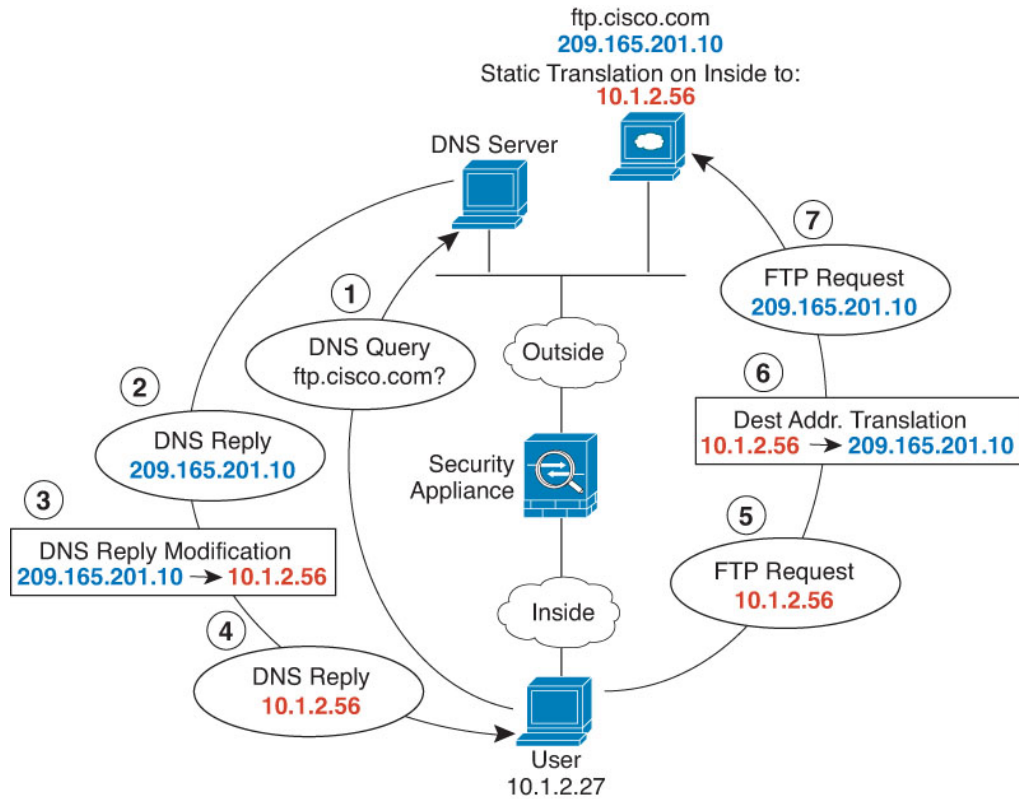 ftp.cisco.com
209.165.201.10
Static Translation on Inside to:
10.1.2.56
DNS Server
7
FTP Request
209.165.201.10
1
DNS Query
ftp.cisco.com?
Outside
2
DNS Reply
209.165.201.10
6
Dest Addr. Translation
10.1.2.56 → 209.165.201.10
Security
Appliance
3
DNS Reply Modification
209.165.201.10 → 10.1.2.56
5
FTP Request
10.1.2.56
Inside
4
DNS Reply
10.1.2.56
User
10.1.2.27